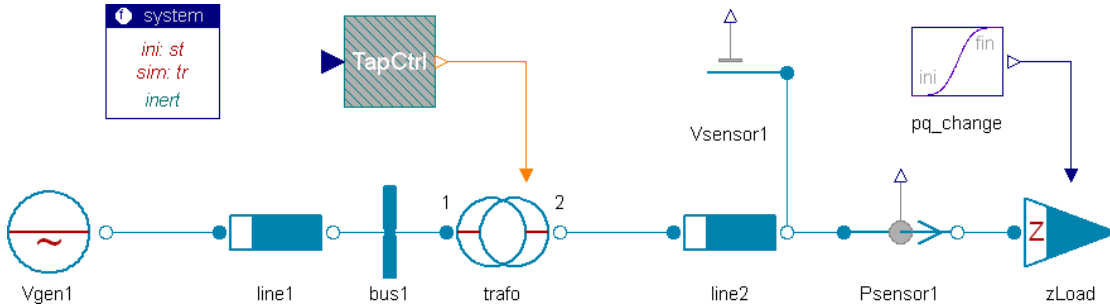 f system
ini: st
sim: tr
inert
TapCtrl
Vsensor1
ini fin
pq_change
1 2
~
Z
Vgen1 line1 bus1 trafo line2 Psensor1 zLoad